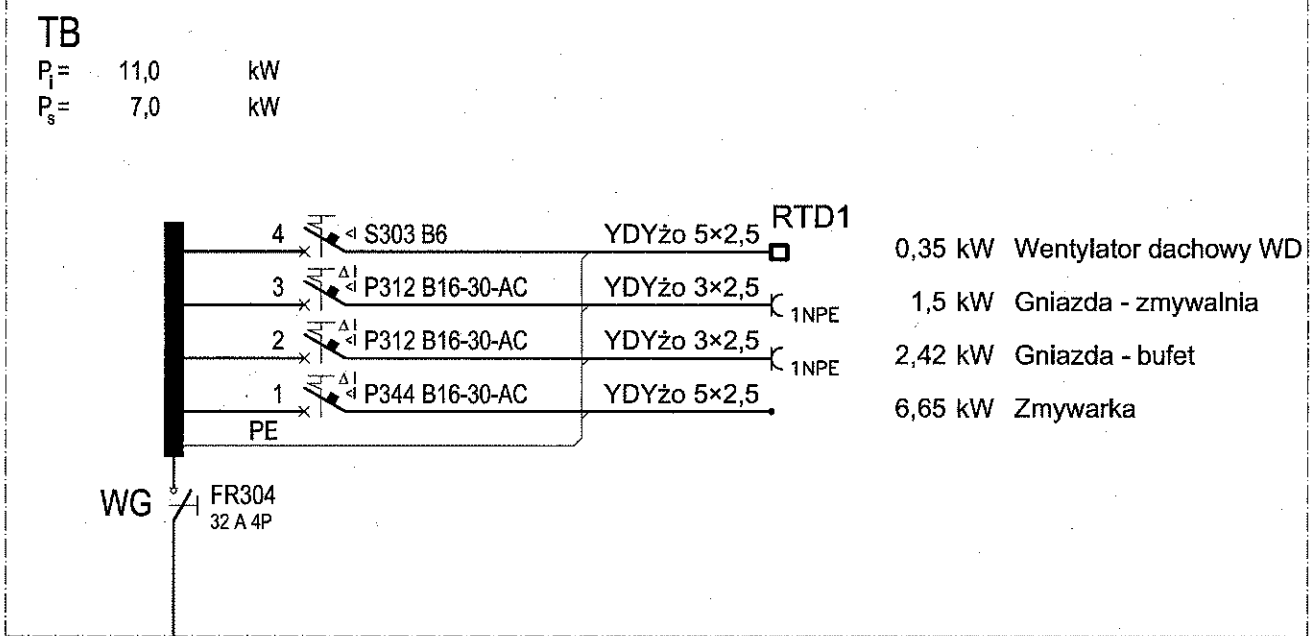 TB
Pi = 11,0 kW
Ps = 7,0 kW
RTD1
4 S303 B6 YDYżo 5×2,5 0,35 kW Wentylator dachowy WD
3 Δ P312 B16-30-AC YDYżo 3×2,5 1NPE 1,5 kW Gniazda - zmywalnia
2 Δ P312 B16-30-AC YDYżo 3×2,5 1NPE 2,42 kW Gniazda - bufet
1 Δ P344 B16-30-AC YDYżo 5×2,5 6,65 kW Zmywarka
PE
WG FR304
32 A 4P